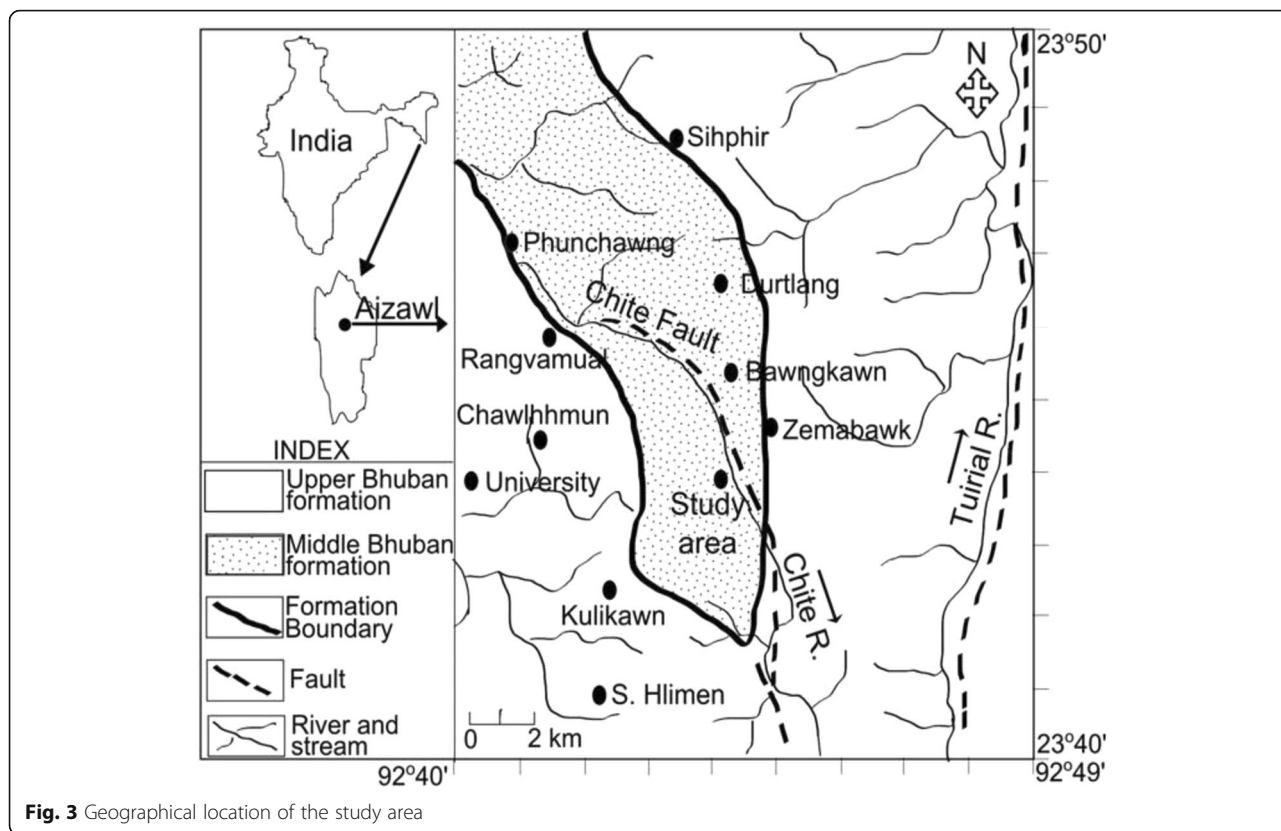 23°50'
N
India
Sihphir
Phunchawng
Durtlang
Aizawl
Chite Fault
Rangvamual
Bawngkawn
Chawlhhmun
Zemabawk
INDEX
University
Upper Bhuban
formation
Study
area
Tuirial R.
Middle Bhuban
formation
Chite R.
Formation
Boundary
Kulikawn
Fault
S. Hlimen
River and
stream
0 2 km
23°40'
92°40'
92°49'
Fig. 3 Geographical location of the study area